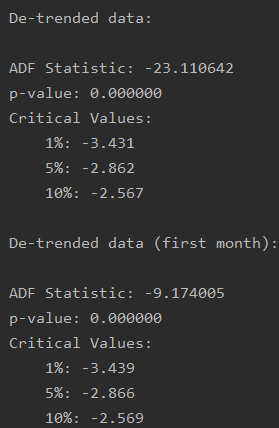 De-trended data:
ADF Statistic: -23.110642
p-value: 0.000000
Critical Values:
1%: -3.431
5%: -2.862
10%: -2.567
De-trended data (first month):
ADF Statistic: -9.174005
p-value: 0.000000
Critical Values:
1%: -3.439
5%: -2.866
10%: -2.569